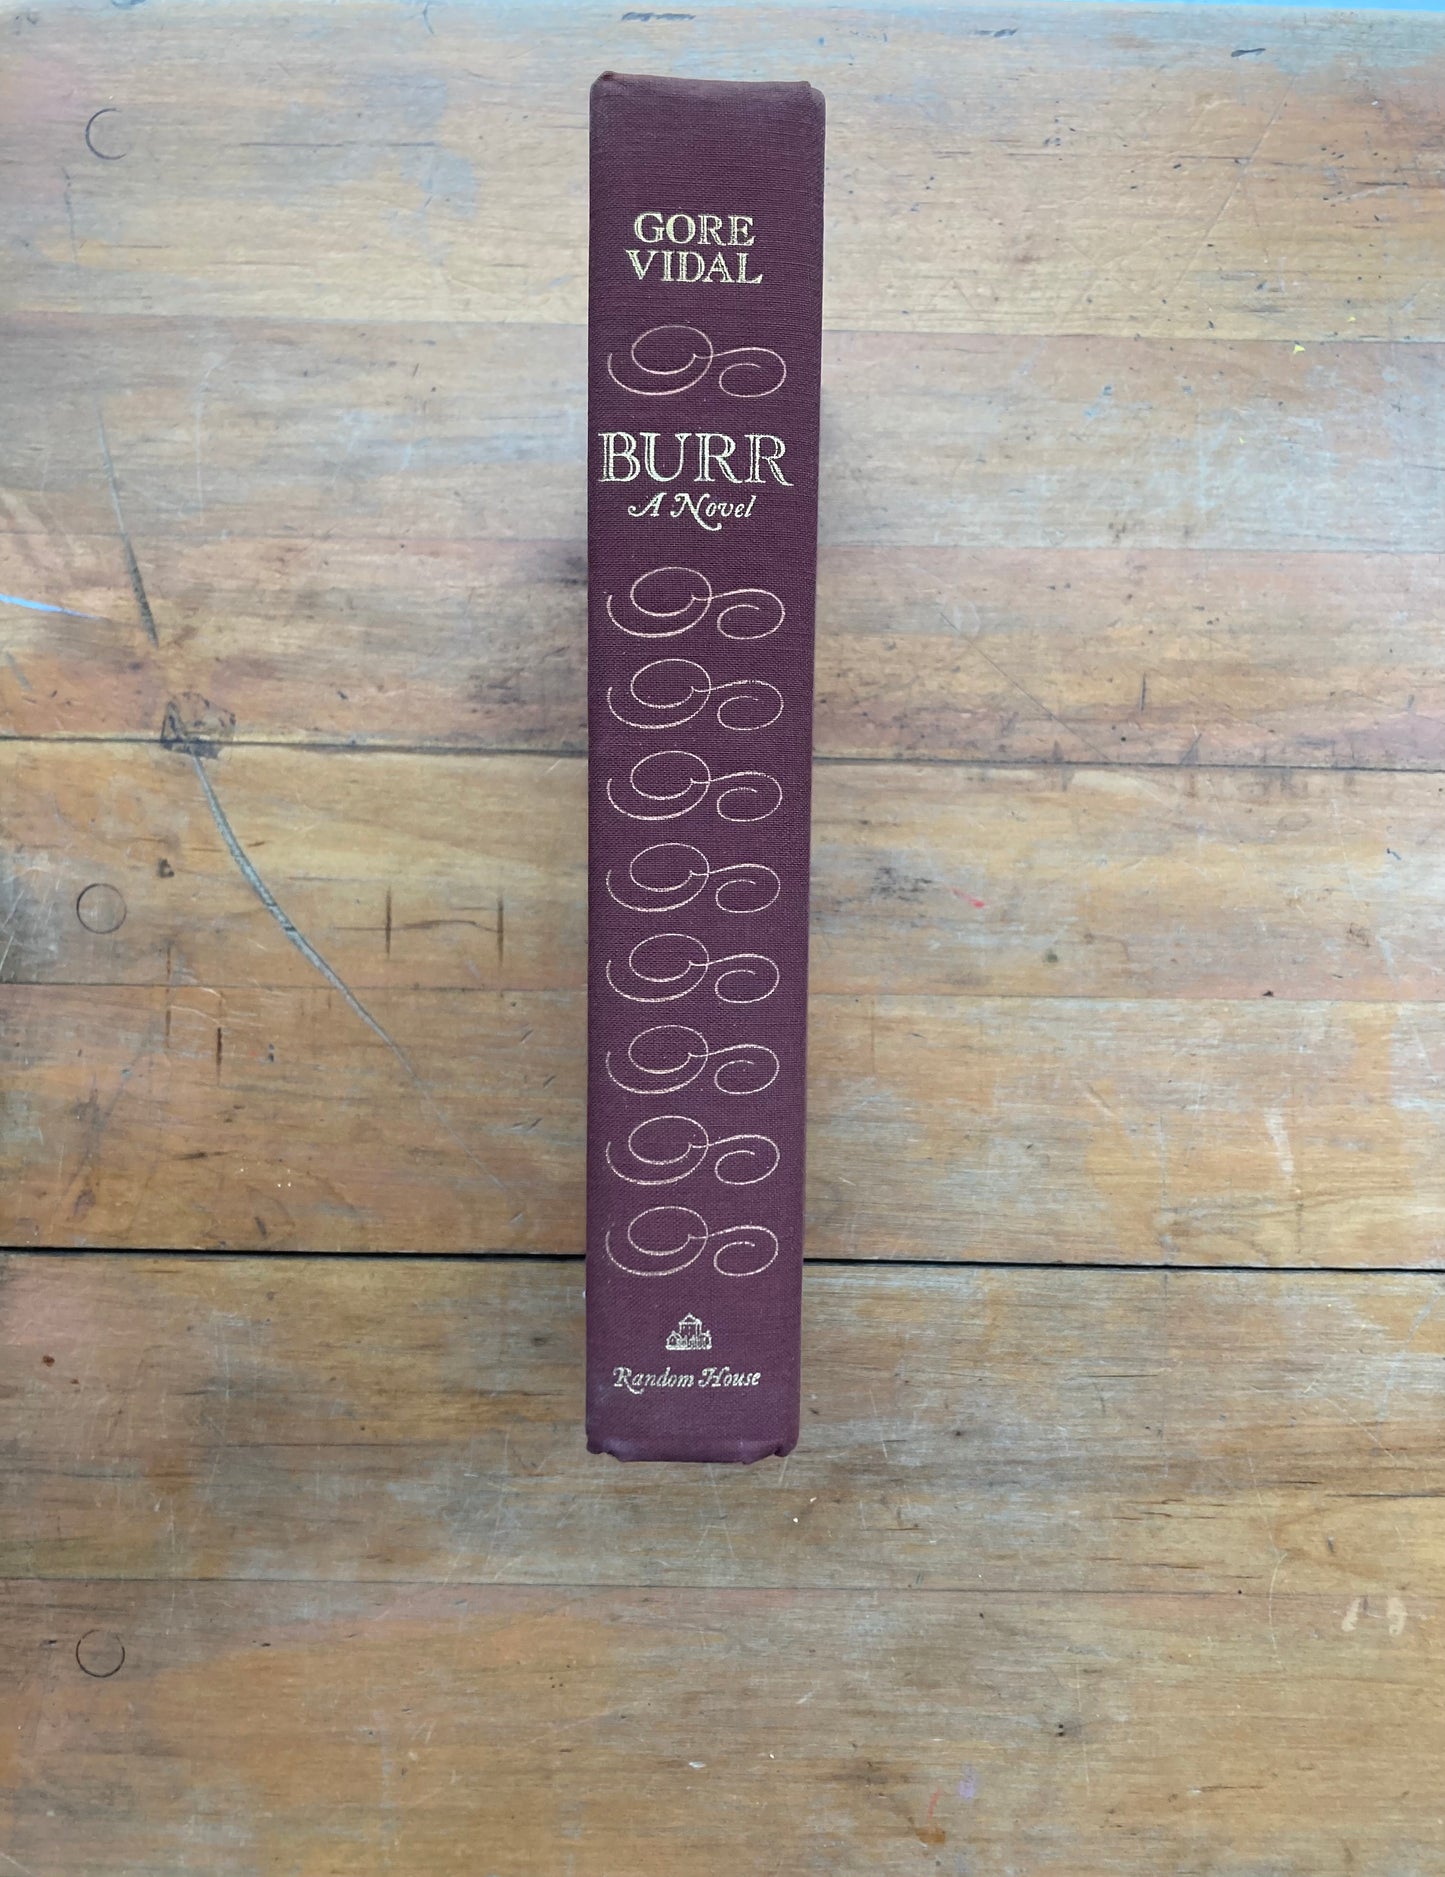 GORE
VIDAL
BURR
A Novel
Random House